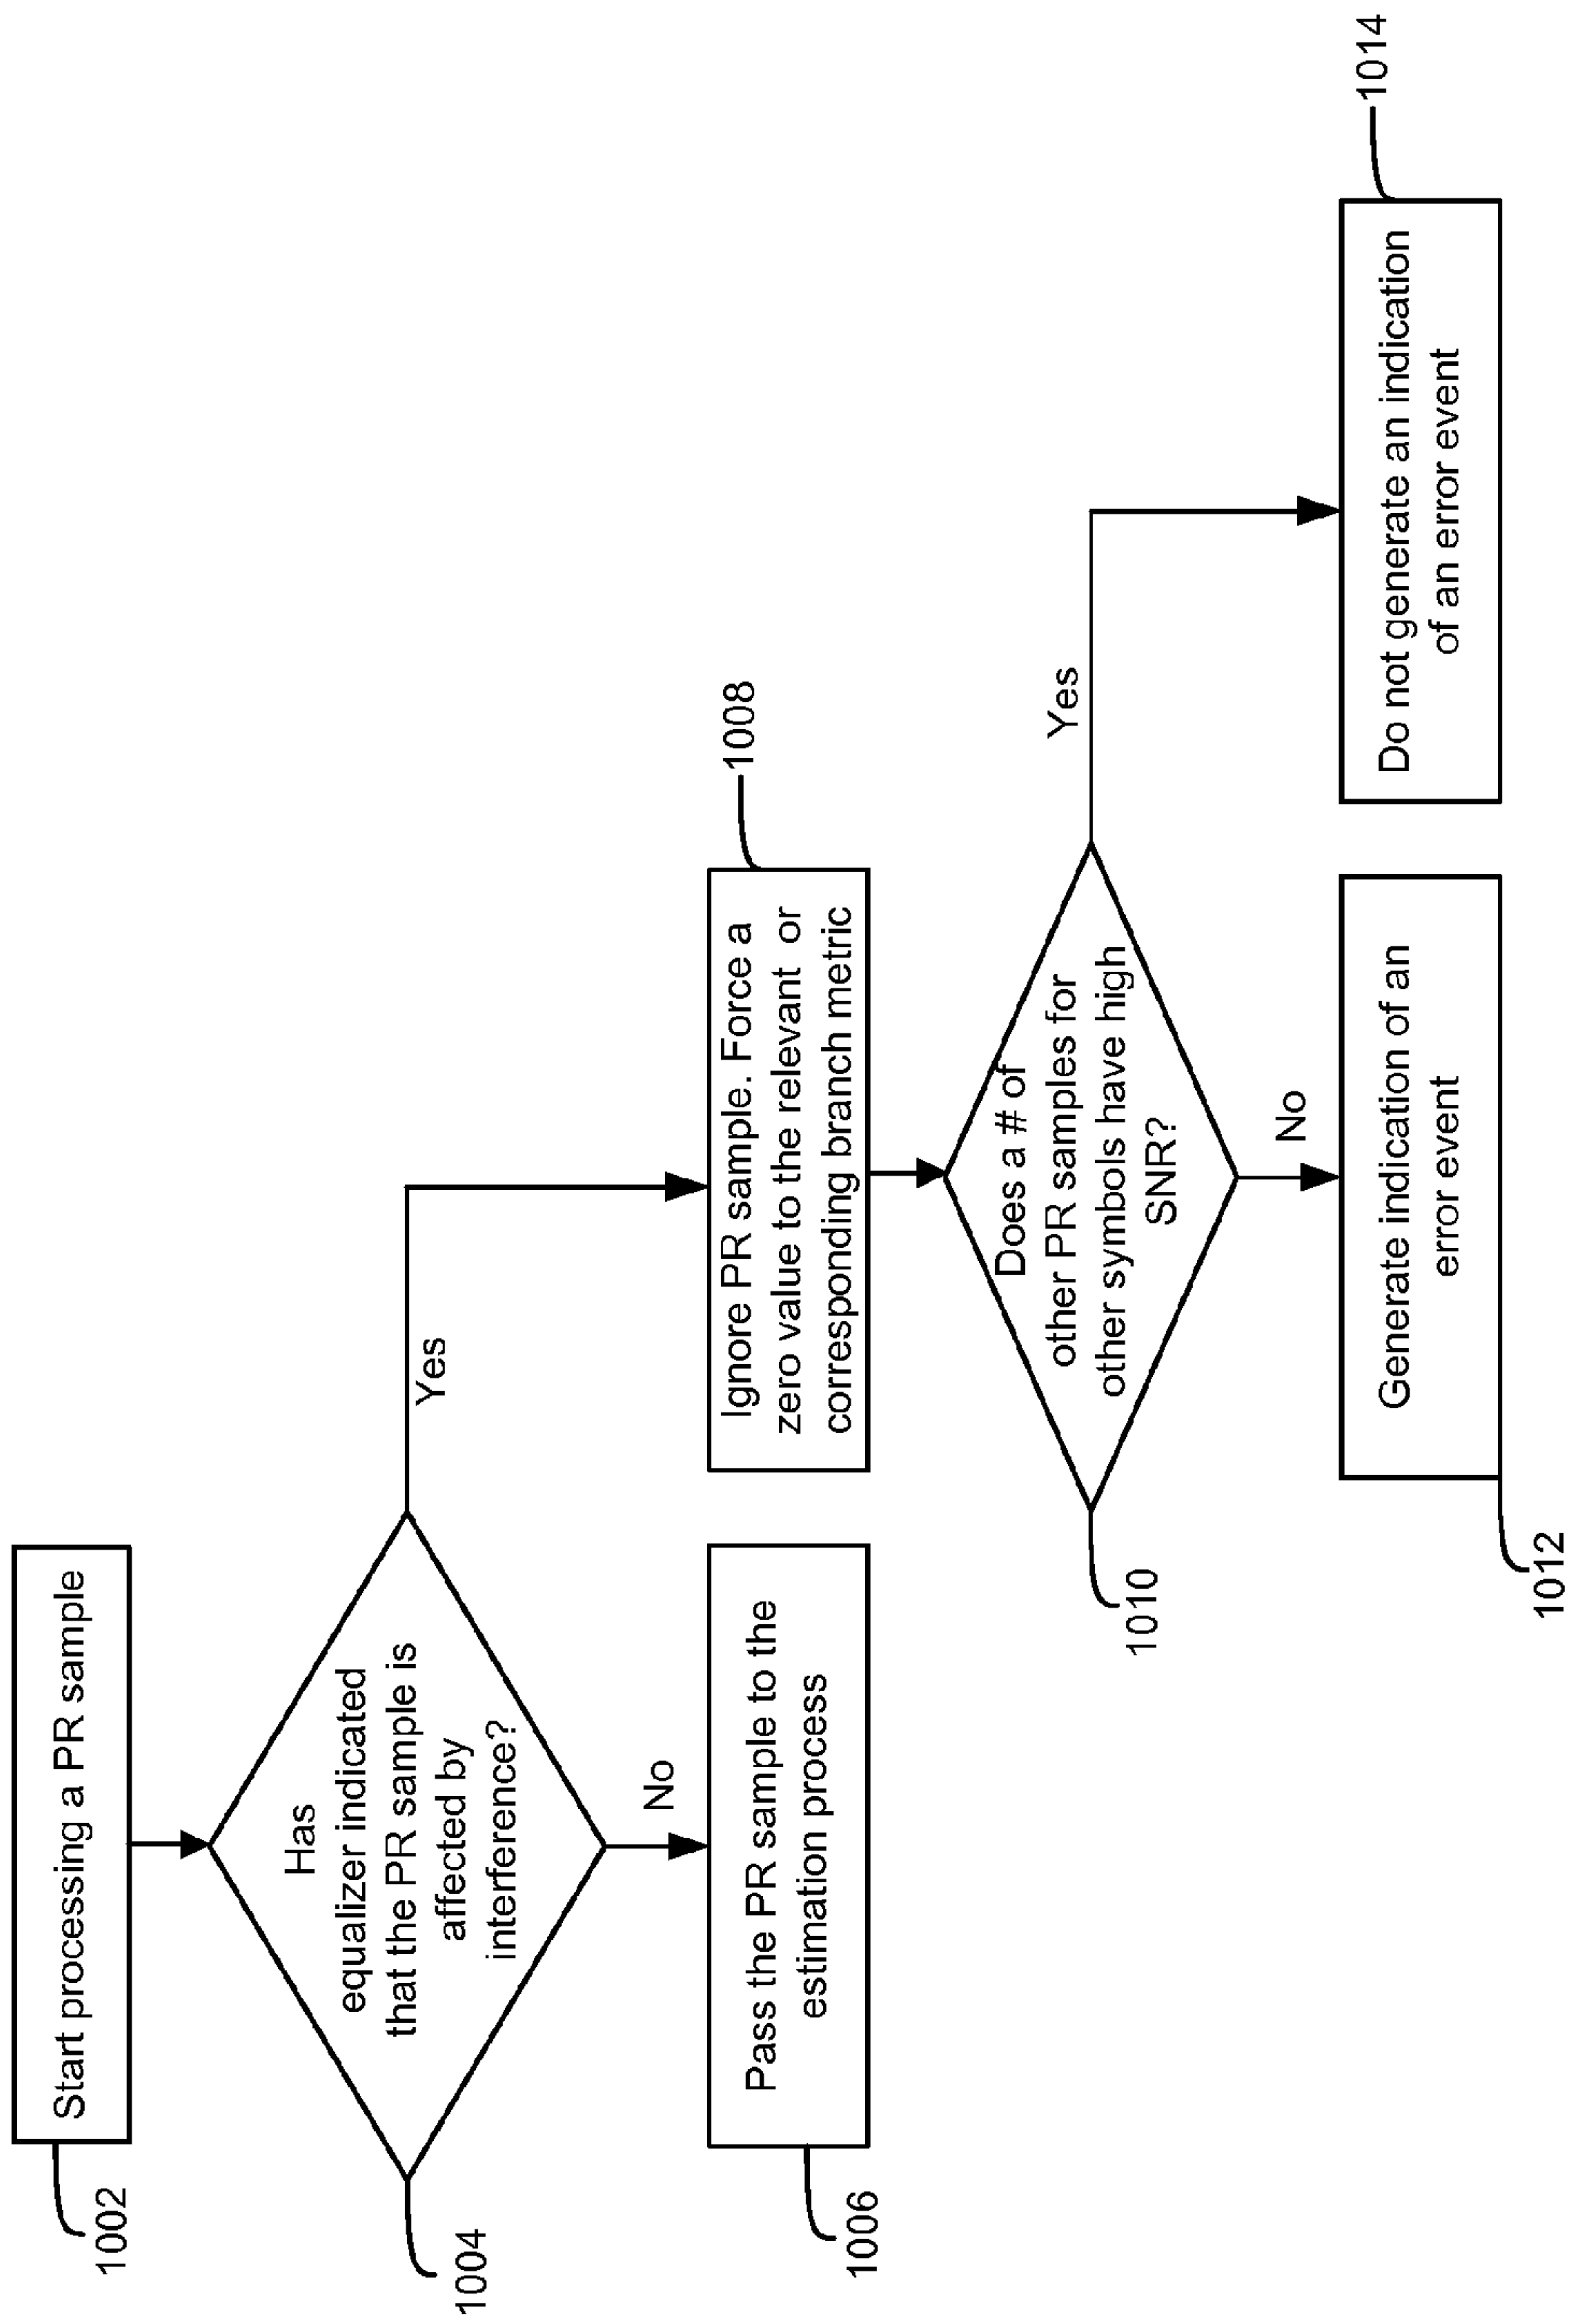 1002
Start processing a PR sample
1004
Has
equalizer indicated
that the PR sample is
affected by
interference?
Yes
No
1006
Pass the PR sample to the
estimation process
1008
Ignore PR sample. Force a
zero value to the relevant or
corresponding branch metric
1010
Does a # of
other PR samples for
other symbols have high
SNR?
Yes
No
1012
Generate indication of an
error event
1014
Do not generate an indication
of an error event